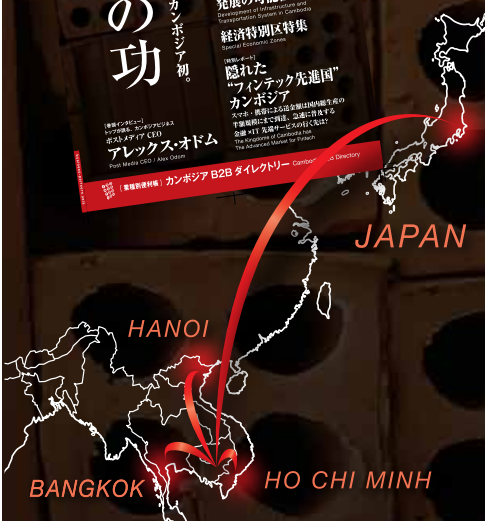 の功
カンボジア初。
発展の可能
Development of Infrastructure and
Transportation System in Cambodia
経済特別区特集
Special Economic Zones
[特別レポート]
隠れた
“フィンテック先進国”
カンボジア
スマホ・携帯による送金額は国内総生産の
半額規模にまで到達、急速に普及する
金融×IT 先端サービスの行く先は？
The Kingdoms of Cambodia has
The Advanced Market for Fintech
[巻頭インタビュー]
トップが語る、カンボジアビジネス
ポストメディア CEO
アレックス・オドム
Post Media CEO / Alex Odom
[業種別便利帳] カンボジア B2B ダイレクトリー Cambo B Directory
JAPAN
HANOI
BANGKOK
HO CHI MINH